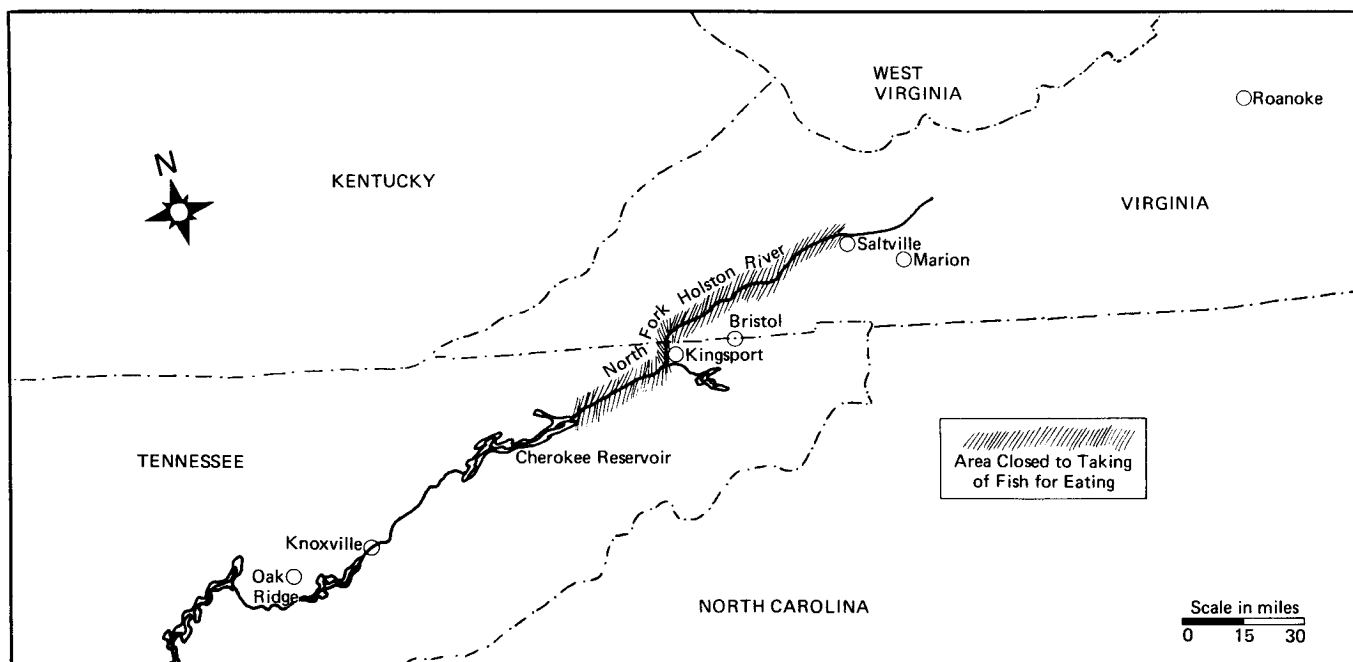 WEST
VIRGINIA
Roanoke
N
KENTUCKY
VIRGINIA
Saltville
Marion
North Fork Holston River
Bristol
Kingsport
TENNESSEE
Cherokee Reservoir
Area Closed to Taking
of Fish for Eating
Knoxville
Oak
Ridge
NORTH CAROLINA
Scale in miles
0 15 30